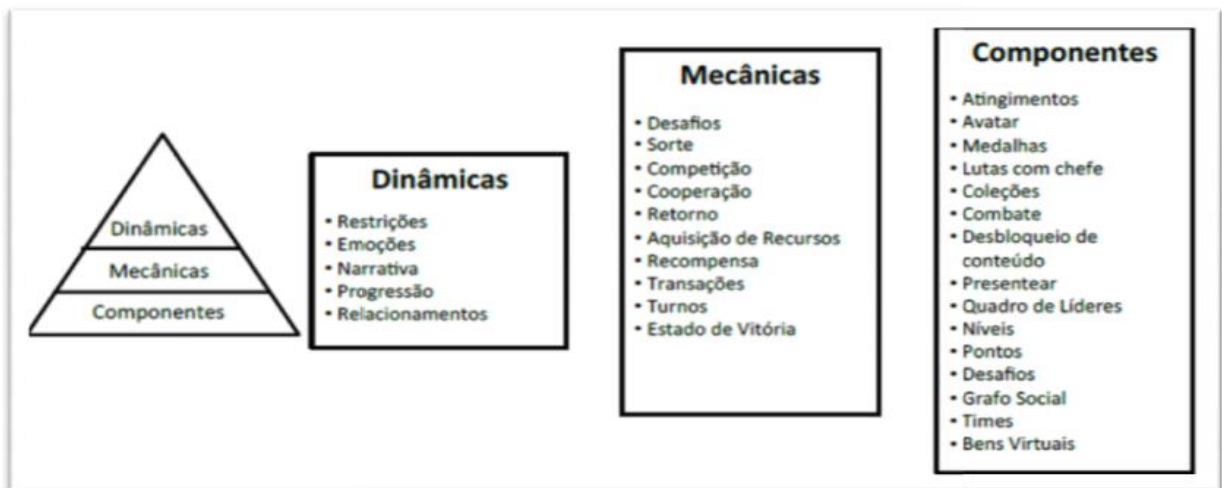 Dinâmicas
Mecânicas
Componentes
Dinâmicas
• Restrições
• Emoções
• Narrativa
• Progressão
• Relacionamentos
Mecânicas
• Desafios
• Sorte
• Competição
• Cooperação
• Retorno
• Aquisição de Recursos
• Recompensa
• Transações
• Turnos
• Estado de Vitória
Componentes
• Atingimentos
• Avatar
• Medalhas
• Lutas com chefe
• Coleções
• Combate
• Desbloqueio de
conteúdo
• Presentear
• Quadro de Líderes
• Níveis
• Pontos
• Desafios
• Grafo Social
• Times
• Bens Virtuais